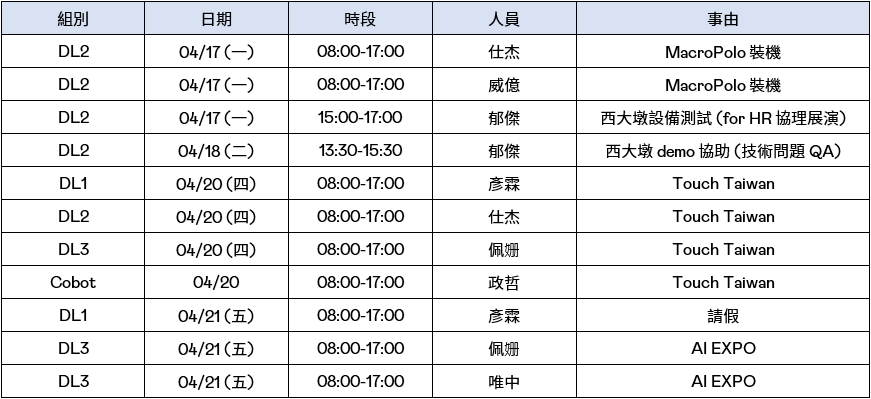 組別 日期 時段 人員 事由
DL2 04/17 (一) 08:00-17:00 仕杰 MacroPolo 裝機
DL2 04/17 (一) 08:00-17:00 威億 MacroPolo 裝機
DL2 04/17 (一) 15:00-17:00 郁傑 西大墩設備測試 (for HR 協理展演)
DL2 04/18 (二) 13:30-15:30 郁傑 西大墩 demo 協助 (技術問題 QA)
DL1 04/20 (四) 08:00-17:00 彥霖 Touch Taiwan
DL2 04/20 (四) 08:00-17:00 仕杰 Touch Taiwan
DL3 04/20 (四) 08:00-17:00 佩姍 Touch Taiwan
Cobot 04/20 08:00-17:00 政哲 Touch Taiwan
DL1 04/21 (五) 08:00-17:00 彥霖 請假
DL3 04/21 (五) 08:00-17:00 佩姍 AI EXPO
DL3 04/21 (五) 08:00-17:00 唯中 AI EXPO